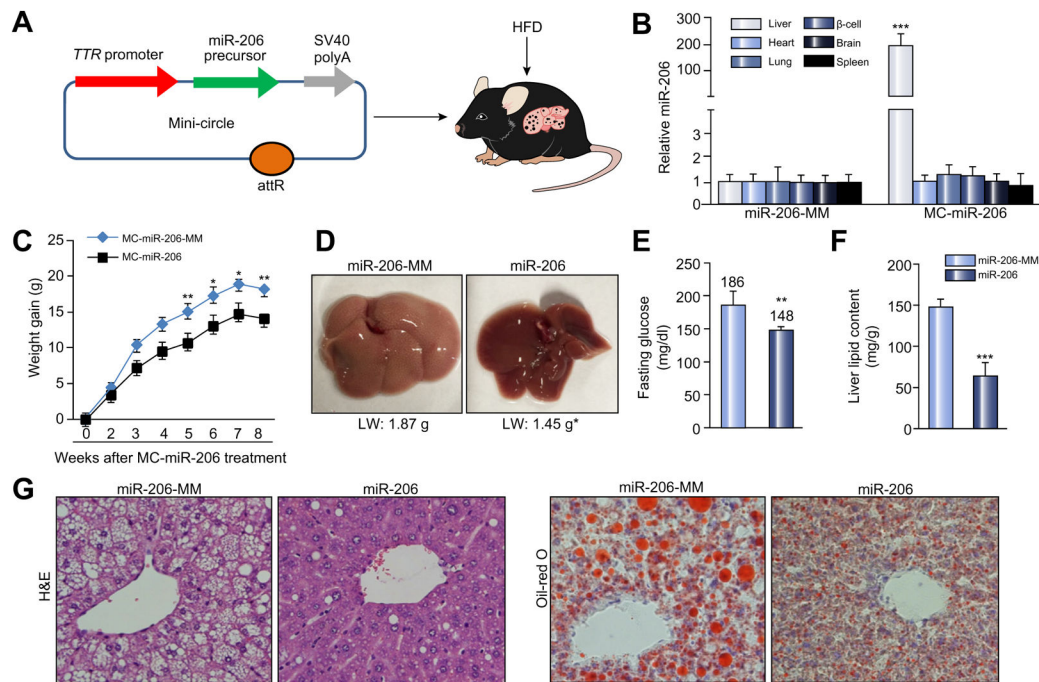 A
TTR promoter
miR-206
precursor
SV40
polyA
Mini-circle
attR
HFD
B
Relative miR-206
300
200
100
3
2
1
0
Liver
Heart
Lung
β-cell
Brain
Spleen
***
miR-206-MM
MC-miR-206
C
Weight gain (g)
25
20
15
10
5
0
MC-miR-206-MM
MC-miR-206
**
*
*
**
0 2 3 4 5 6 7 8
Weeks after MC-miR-206 treatment
D
miR-206-MM
miR-206
LW: 1.87 g
LW: 1.45 g*
E
Fasting glucose
(mg/dl)
250
200
150
100
50
0
186
**
148
F
Liver lipid content
(mg/g)
200
150
100
50
0
miR-206-MM
miR-206
***
G
H&E
miR-206-MM
miR-206
Oil-red O
miR-206-MM
miR-206